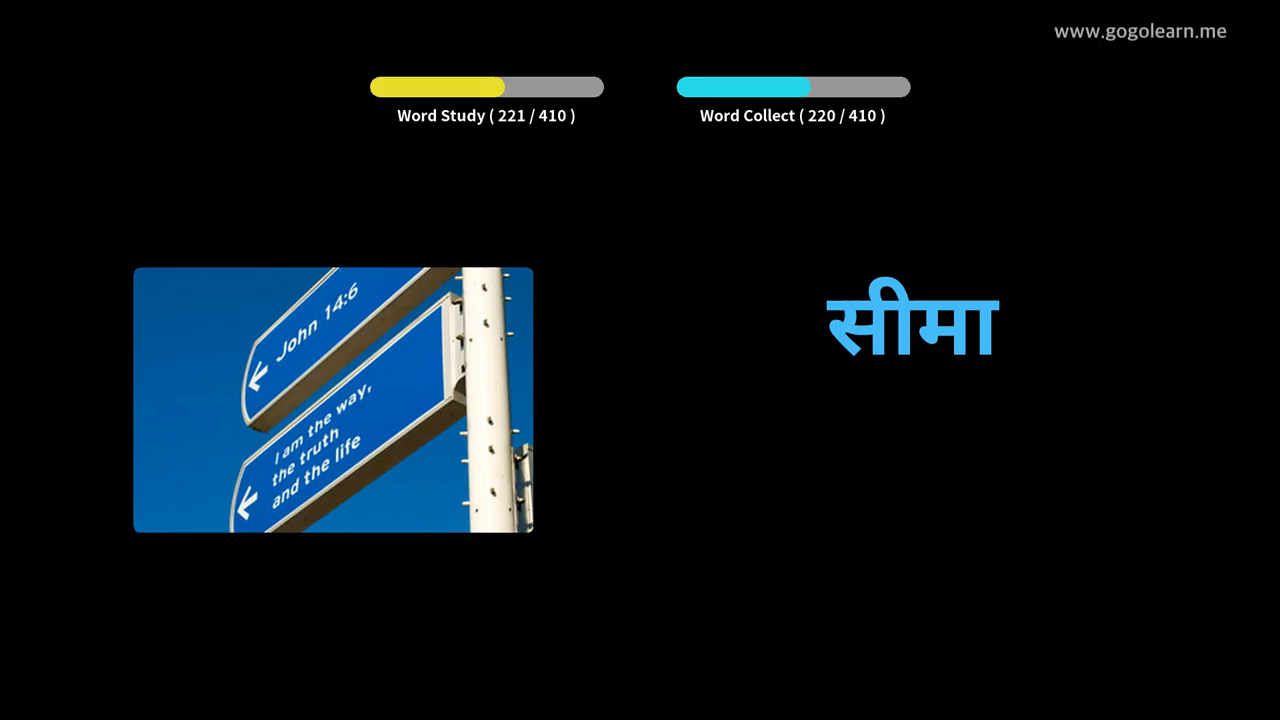 www.gogolearn.me
Word Study ( 221 / 410 )
Word Collect ( 220 / 410 )
John 14:6
I am the way,
the truth
and the life
सीमा